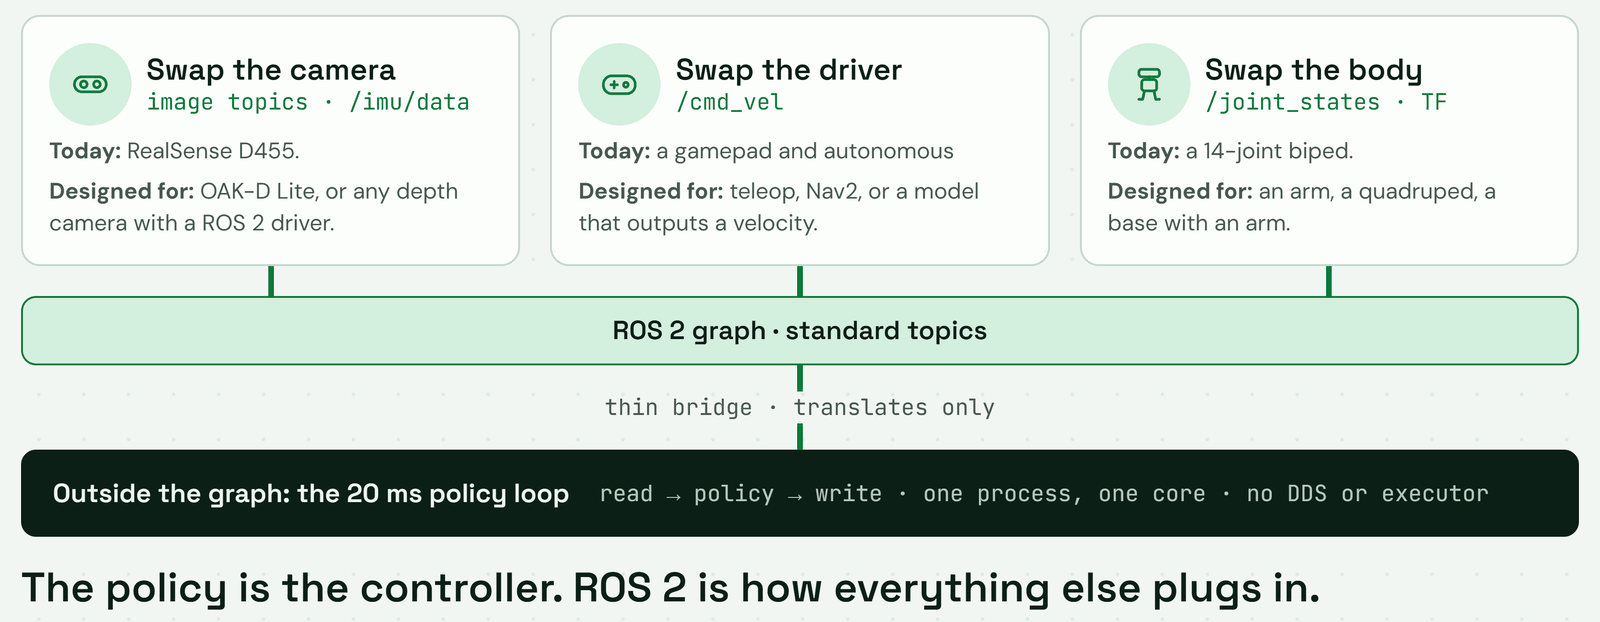 Swap the camera
image topics · /imu/data
Today: RealSense D455.
Designed for: OAK-D Lite, or any depth
camera with a ROS 2 driver.
Swap the driver
/cmd_vel
Today: a gamepad and autonomous
Designed for: teleop, Nav2, or a model
that outputs a velocity.
Swap the body
/joint_states · TF
Today: a 14-joint biped.
Designed for: an arm, a quadruped, a
base with an arm.
ROS 2 graph · standard topics
thin bridge · translates only
Outside the graph: the 20 ms policy loop read → policy → write · one process, one core · no DDS or executor
The policy is the controller. ROS 2 is how everything else plugs in.